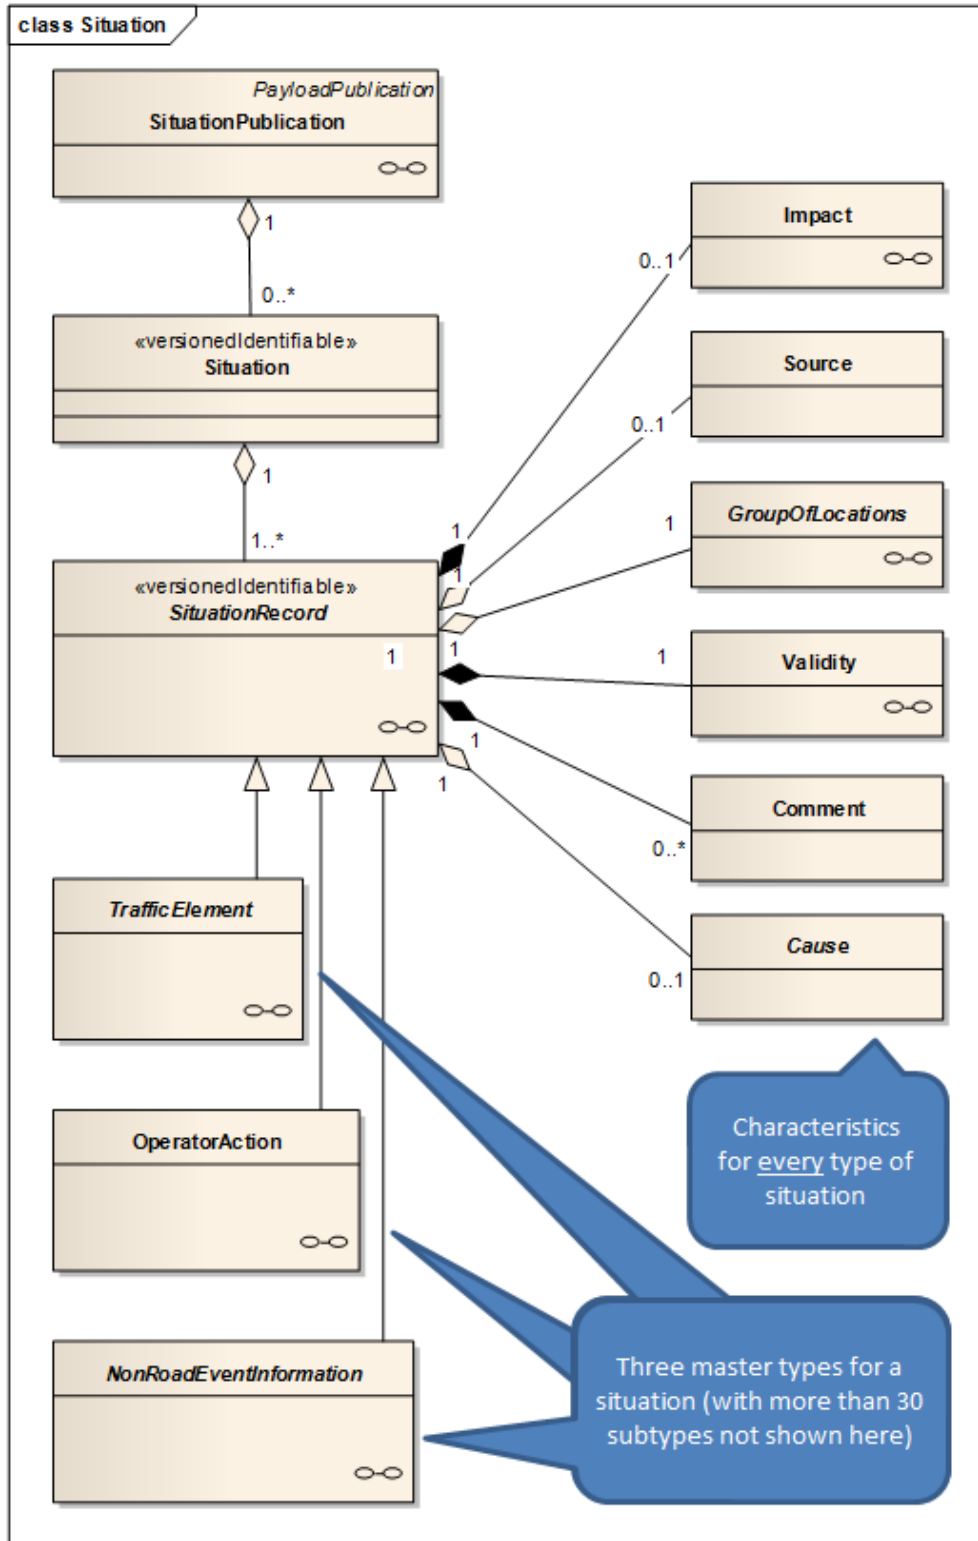 class Situation
PayloadPublication
SituationPublication
1
0..*
«versionedIdentifiable»
Situation
1
1..*
«versionedIdentifiable»
SituationRecord
1
Impact
0..1
1
Source
0..1
1
GroupOfLocations
1
1
Validity
1
Comment
0..*
1
Cause
0..1
1
TrafficElement
OperatorAction
NonRoadEventInformation
Characteristics
for every type of
situation
Three master types for a
situation (with more than 30
subtypes not shown here)